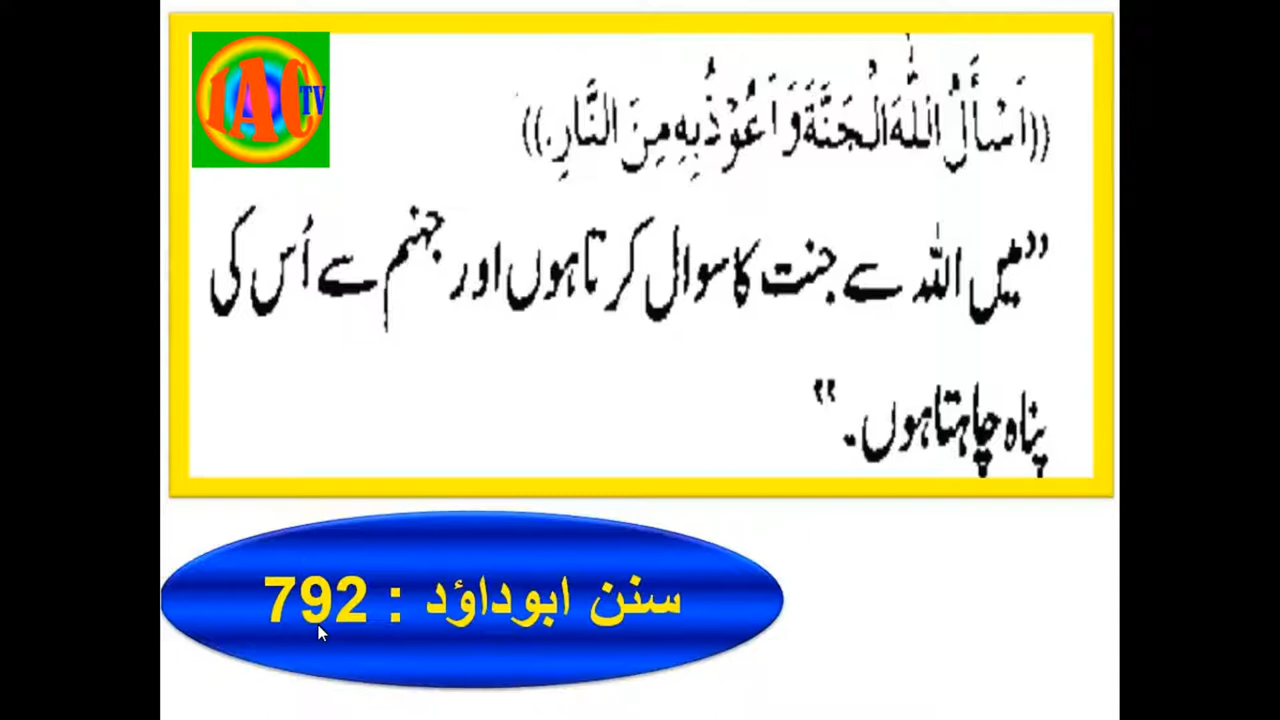 IAC TV
((اَسْأَلُ اللّٰهَ الْجَنَّةَ وَ اَعُوْذُ بِهِ مِنَ النَّارِ.))
”میں اللہ سے جنت کا سوال کرتا ہوں اور جہنم سے اُس کی
پناہ چاہتا ہوں۔“
سنن ابوداؤد : 792